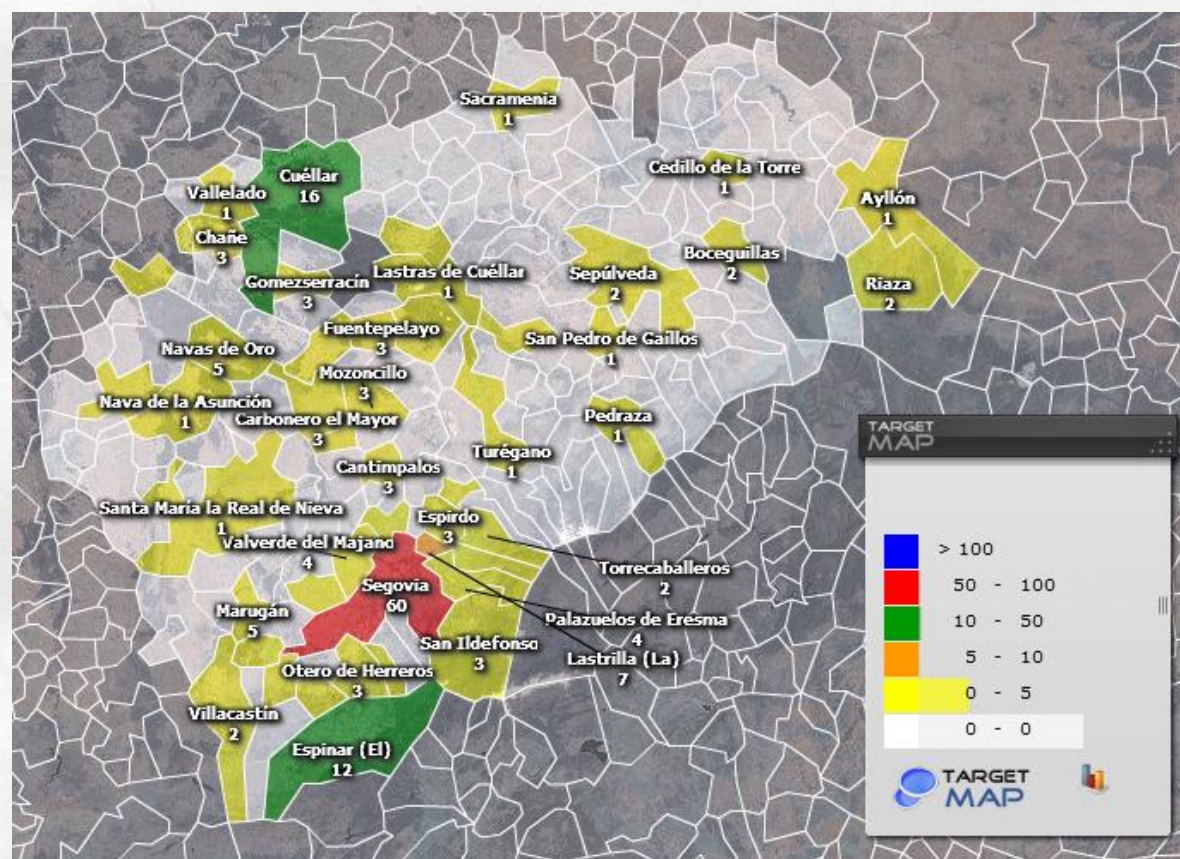 Sacramenia
1
Cedillo de la Torre
1
Cuéllar
16
Vallelado
1
Ayllón
1
Chañe
3
Boceguillas
2
Gomezserracín
3
Lastras de Cuéllar
1
Sepúlveda
2
Riaza
2
Fuentepelayo
3
San Pedro de Gaillos
1
Navas de Oro
5
Mozoncillo
3
Nava de la Asunción
1
Carbonero el Mayor
3
Pedraza
1
Turégano
1
Cantimpalos
3
Santa María la Real de Nieva
1
Espirdo
3
Valverde del Majano
4
Torrecaballeros
2
Segovia
60
Marugán
5
Palazuelos de Eresma
4
San Ildefonso
3
Lastrilla (La)
7
Otero de Herreros
3
Villacastín
2
Espinar (El)
12
TARGET
MAP
> 100
50 - 100
10 - 50
5 - 10
0 - 5
0 - 0
TARGET
MAP